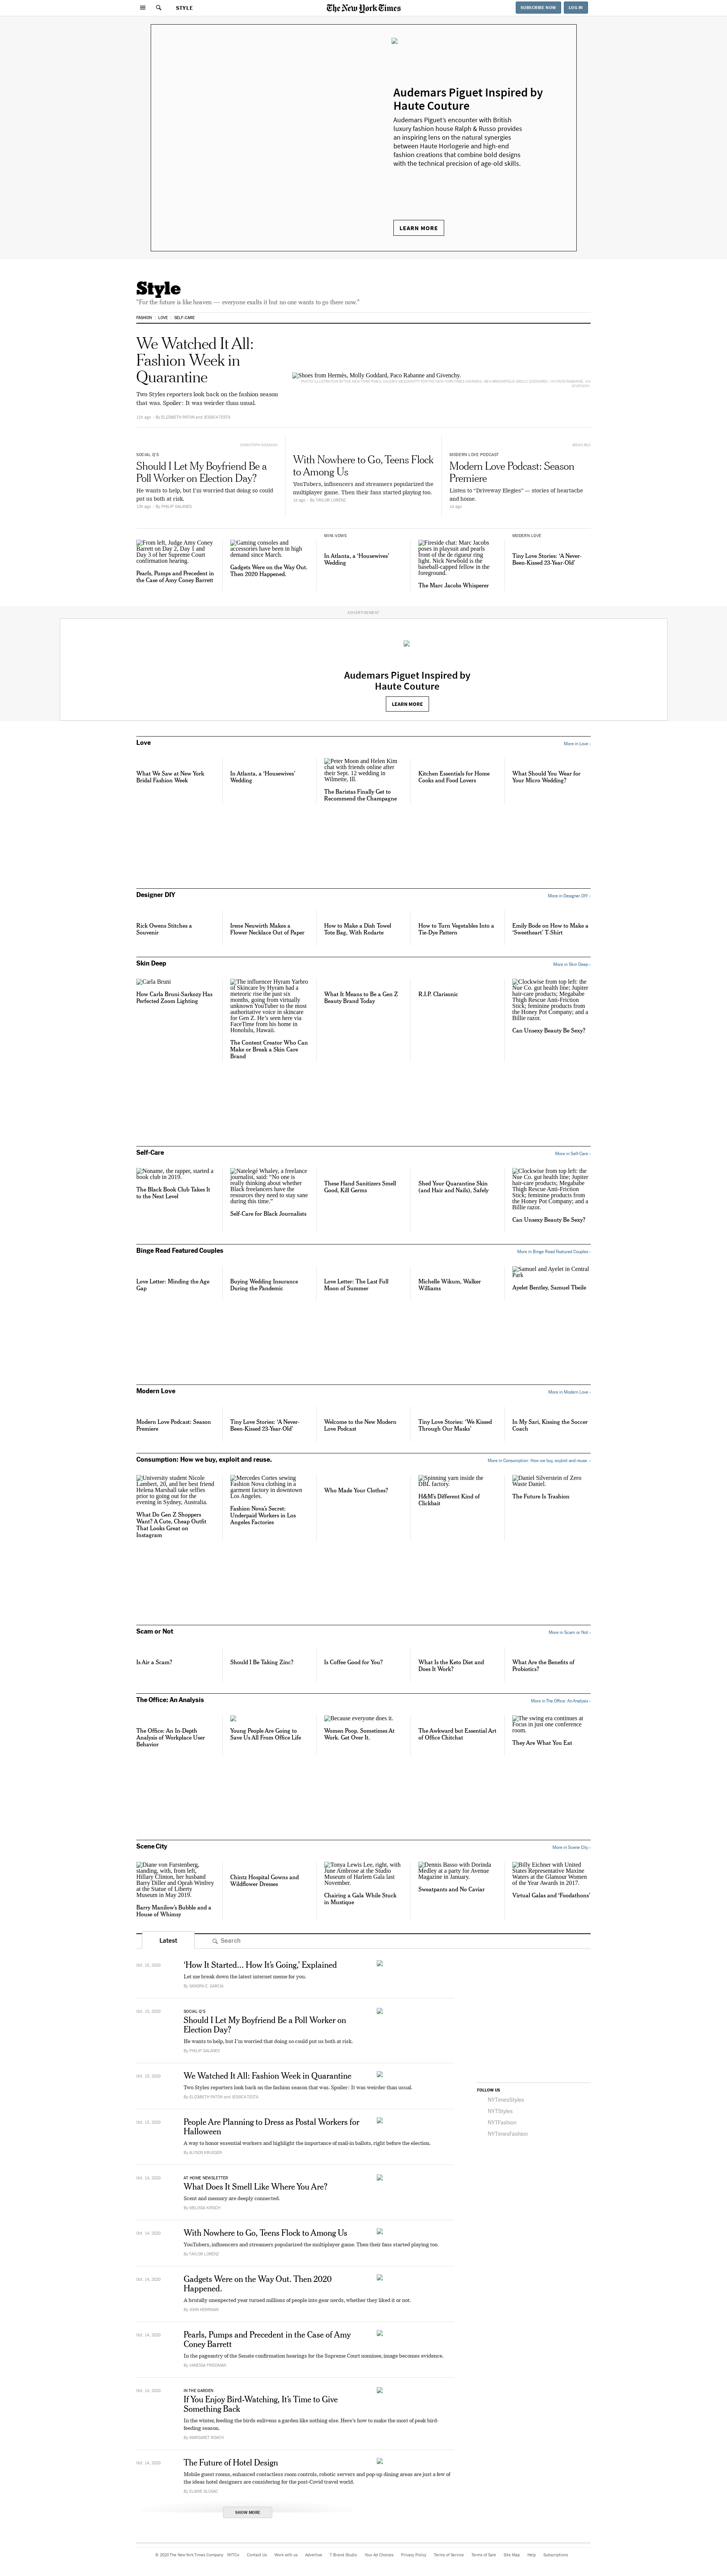 STYLE
The New York Times
SUBSCRIBE NOW
LOG IN
Audemars Piguet Inspired by
Haute Couture
Audemars Piguet's encounter with British
luxury fashion house Ralph & Russo provides
an inspiring lens on the natural synergies
between Haute Horlogerie and high-end
fashion creations that combine bold designs
with the technical precision of age-old skills.
LEARN MORE
Style
"For the future is like heaven — everyone exalts it but no one wants to go there now."
FASHION
LOVE
SELF-CARE
We Watched It All:
Fashion Week in
Quarantine
Two Styles reporters look back on the fashion season
that was. Spoiler: It was weirder than usual.
11h ago · By ELIZABETH PATON and JESSICA TESTA
Shoes from Hermès, Molly Goddard, Paco Rabanne and Givenchy.
SOCIAL Q'S
Should I Let My Boyfriend Be a
Poll Worker on Election Day?
He wants to help, but I'm worried that doing so could
put us both at risk.
13h ago · By PHILIP GALANES
With Nowhere to Go, Teens Flock
to Among Us
YouTubers, influencers and streamers popularized the
multiplayer game. Then their fans started playing too.
1d ago · By TAYLOR LORENZ
MODERN LOVE PODCAST
Modern Love Podcast: Season
Premiere
Listen to "Driveway Elegies" — stories of heartache
and home.
1d ago
From left, Judge Amy Coney
Barrett on Day 2, Day 1 and
Day 3 of her Supreme Court
confirmation hearing.
Pearls, Pumps and Precedent in
the Case of Amy Coney Barrett
Gaming consoles and
accessories have been in high
demand since March.
Gadgets Were on the Way Out.
Then 2020 Happened.
MINI-VOWS
In Atlanta, a 'Housewives'
Wedding
Fireside chat: Marc Jacobs
poses in playsuit and pearls
front of the de rigueur ring
light. Nick Newbold is the
baseball-capped fellow in the
foreground.
The Marc Jacobs Whisperer
MODERN LOVE
Tiny Love Stories: 'A Never-
Been-Kissed 23-Year-Old'
ADVERTISEMENT
Audemars Piguet Inspired by
Haute Couture
LEARN MORE
Love
More in Love ›
What We Saw at New York
Bridal Fashion Week
In Atlanta, a 'Housewives'
Wedding
Peter Moon and Helen Kim
chat with friends online after
their Sept. 12 wedding in
Wilmette, Ill.
The Baristas Finally Get to
Recommend the Champagne
Kitchen Essentials for Home
Cooks and Food Lovers
What Should You Wear for
Your Micro Wedding?
Designer DIY
More in Designer DIY ›
Rick Owens Stitches a
Souvenir
Irene Neuwirth Makes a
Flower Necklace Out of Paper
How to Make a Dish Towel
Tote Bag, With Rodarte
How to Turn Vegetables Into a
Tie-Dye Pattern
Emily Bode on How to Make a
'Sweetheart' T-Shirt
Skin Deep
More in Skin Deep ›
Carla Bruni
How Carla Bruni-Sarkozy Has
Perfected Zoom Lighting
The influencer Hyram Yarbro
of Skincare by Hyram had a
meteoric rise the past six
months, going from virtually
unknown YouTuber to the most
authoritative voice in skincare
for Gen Z. He's seen here via
FaceTime from his home in
Honolulu, Hawaii.
The Content Creator Who Can
Make or Break a Skin Care
Brand
What It Means to Be a Gen Z
Beauty Brand Today
R.I.P. Clarisonic
Clockwise from top left: the
Nue Co. gut health line; Jupiter
hair-care products; Megababe
Thigh Rescue Anti-Friction
Stick; feminine products from
the Honey Pot Company; and a
Billie razor.
Can Unsexy Beauty Be Sexy?
Self-Care
More in Self-Care ›
Noname, the rapper, started a
book club in 2019.
The Black Book Club Takes It
to the Next Level
Natelegé Whaley, a freelance
journalist, said: "No one is
really thinking about whether
Black freelancers have the
resources they need to stay sane
during this time."
Self-Care for Black Journalists
These Hand Sanitizers Smell
Good, Kill Germs
Shed Your Quarantine Skin
(and Hair and Nails), Safely
Clockwise from top left: the
Nue Co. gut health line; Jupiter
hair-care products; Megababe
Thigh Rescue Anti-Friction
Stick; feminine products from
the Honey Pot Company; and a
Billie razor.
Can Unsexy Beauty Be Sexy?
Binge Read Featured Couples
More in Binge Read Featured Couples ›
Love Letter: Minding the Age
Gap
Buying Wedding Insurance
During the Pandemic
Love Letter: The Last Full
Moon of Summer
Michelle Wikum, Walker
Williams
Samuel and Ayelet in Central
Park
Ayelet Bentley, Samuel Tbeile
Modern Love
More in Modern Love ›
Modern Love Podcast: Season
Premiere
Tiny Love Stories: 'A Never-
Been-Kissed 23-Year-Old'
Welcome to the New Modern
Love Podcast
Tiny Love Stories: 'We Kissed
Through Our Masks'
In My Sari, Kissing the Soccer
Coach
Consumption: How we buy, exploit and reuse.
More in Consumption: How we buy, exploit and reuse. ›
University student Nicole
Lambert, 20, and her best friend
Helena Marshall take selfies
prior to going out for the
evening in Sydney, Australia.
What Do Gen Z Shoppers
Want? A Cute, Cheap Outfit
That Looks Great on
Instagram
Mercedes Cortes sewing
Fashion Nova clothing in a
garment factory in downtown
Los Angeles.
Fashion Nova's Secret:
Underpaid Workers in Los
Angeles Factories
Who Made Your Clothes?
Spinning yarn inside the
DBL factory.
H&M's Different Kind of
Clickbait
Daniel Silverstein of Zero
Waste Daniel.
The Future Is Trashion
Scam or Not
More in Scam or Not ›
Is Air a Scam?
Should I Be Taking Zinc?
Is Coffee Good for You?
What Is the Keto Diet and
Does It Work?
What Are the Benefits of
Probiotics?
The Office: An Analysis
More in The Office: An Analysis ›
The Office: An In-Depth
Analysis of Workplace User
Behavior
Young People Are Going to
Save Us All From Office Life
Because everyone does it.
Women Poop. Sometimes At
Work. Get Over It.
The Awkward but Essential Art
of Office Chitchat
The swing era continues at
Focus in just one conference
room.
They Are What You Eat
Scene City
More in Scene City ›
Diane von Furstenberg,
standing, with, from left,
Hillary Clinton, her husband
Barry Diller and Oprah Winfrey
at the Statue of Liberty
Museum in May 2019.
Barry Manilow's Bubble and a
House of Whimsy
Chintz Hospital Gowns and
Wildflower Dresses
Tonya Lewis Lee, right, with
June Ambrose at the Studio
Museum of Harlem Gala last
November.
Chairing a Gala While Stuck
in Mustique
Dennis Basso with Dorinda
Medley at a party for Avenue
Magazine in January.
Sweatpants and No Caviar
Billy Eichner with United
States Representative Maxine
Waters at the Glamour Women
of the Year Awards in 2017.
Virtual Galas and 'Foodathons'
Latest
Search
Oct. 15, 2020
'How It Started… How It's Going,' Explained
Let me break down the latest internet meme for you.
By SANDRA E. GARCIA
Oct. 15, 2020
SOCIAL Q'S
Should I Let My Boyfriend Be a Poll Worker on
Election Day?
He wants to help, but I'm worried that doing so could put us both at risk.
By PHILIP GALANES
Oct. 15, 2020
We Watched It All: Fashion Week in Quarantine
Two Styles reporters look back on the fashion season that was. Spoiler: It was weirder than usual.
By ELIZABETH PATON and JESSICA TESTA
Oct. 15, 2020
People Are Planning to Dress as Postal Workers for
Halloween
A way to honor essential workers and highlight the importance of mail-in ballots, right before the election.
By ALYSON KRUEGER
Oct. 14, 2020
AT HOME NEWSLETTER
What Does It Smell Like Where You Are?
Scent and memory are deeply connected.
By MELISSA KIRSCH
Oct. 14, 2020
With Nowhere to Go, Teens Flock to Among Us
YouTubers, influencers and streamers popularized the multiplayer game. Then their fans started playing too.
By TAYLOR LORENZ
Oct. 14, 2020
Gadgets Were on the Way Out. Then 2020
Happened.
A brutally unexpected year turned millions of people into gear nerds, whether they liked it or not.
By JOHN HERRMAN
Oct. 14, 2020
Pearls, Pumps and Precedent in the Case of Amy
Coney Barrett
In the pageantry of the Senate confirmation hearings for the Supreme Court nominee, image becomes evidence.
By VANESSA FRIEDMAN
Oct. 14, 2020
IN THE GARDEN
If You Enjoy Bird-Watching, It's Time to Give
Something Back
In the winter, feeding the birds enlivens a garden like nothing else. Here's how to make the most of peak bird-
feeding season.
By MARGARET ROACH
Oct. 14, 2020
The Future of Hotel Design
Mobile guest rooms, enhanced contactless room controls, robotic servers and pop-up dining areas are just a few of
the ideas hotel designers are considering for the post-Covid travel world.
By ELAINE GLUSAC
SHOW MORE
FOLLOW US
NYTimesStyles
NYTStyles
NYTFashion
NYTimesFashion
© 2020 The New York Times Company
NYTCo
Contact Us
Work with us
Advertise
T Brand Studio
Your Ad Choices
Privacy Policy
Terms of Service
Terms of Sale
Site Map
Help
Subscriptions